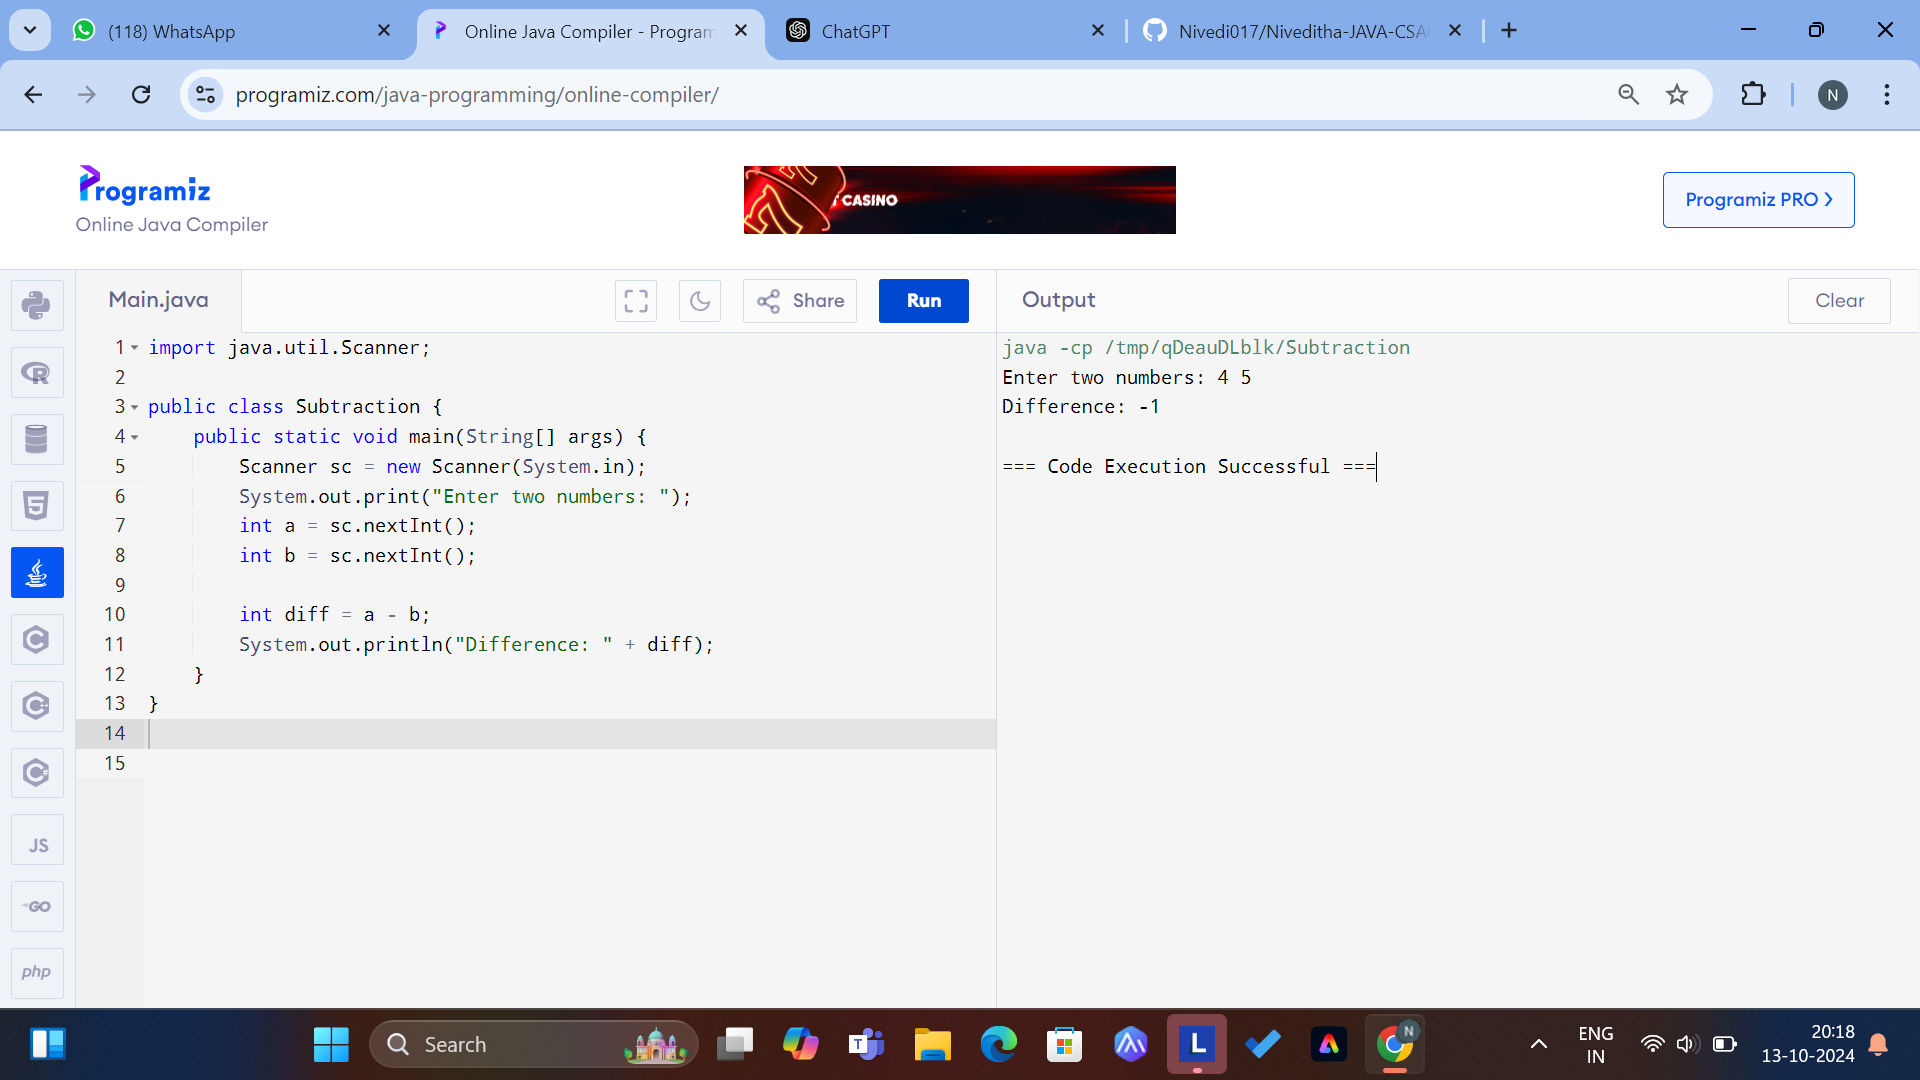 (118) WhatsApp
Online Java Compiler - Program
ChatGPT
Nivedi017/Niveditha-JAVA-CSA
programiz.com/java-programming/online-compiler/
N
Programiz
Online Java Compiler
CASINO
Programiz PRO
Main.java
Share
Run
Output
Clear
1 import java.util.Scanner;
2
3 public class Subtraction {
4 public static void main(String[] args) {
5 Scanner sc = new Scanner(System.in);
6 System.out.print("Enter two numbers: ");
7 int a = sc.nextInt();
8 int b = sc.nextInt();
9
10 int diff = a - b;
11 System.out.println("Difference: " + diff);
12 }
13 }
14
15
java -cp /tmp/qDeauDLblk/Subtraction
Enter two numbers: 4 5
Difference: -1
=== Code Execution Successful ===
JS
GO
php
Search
T
L
N
ENG
IN
20:18
13-10-2024